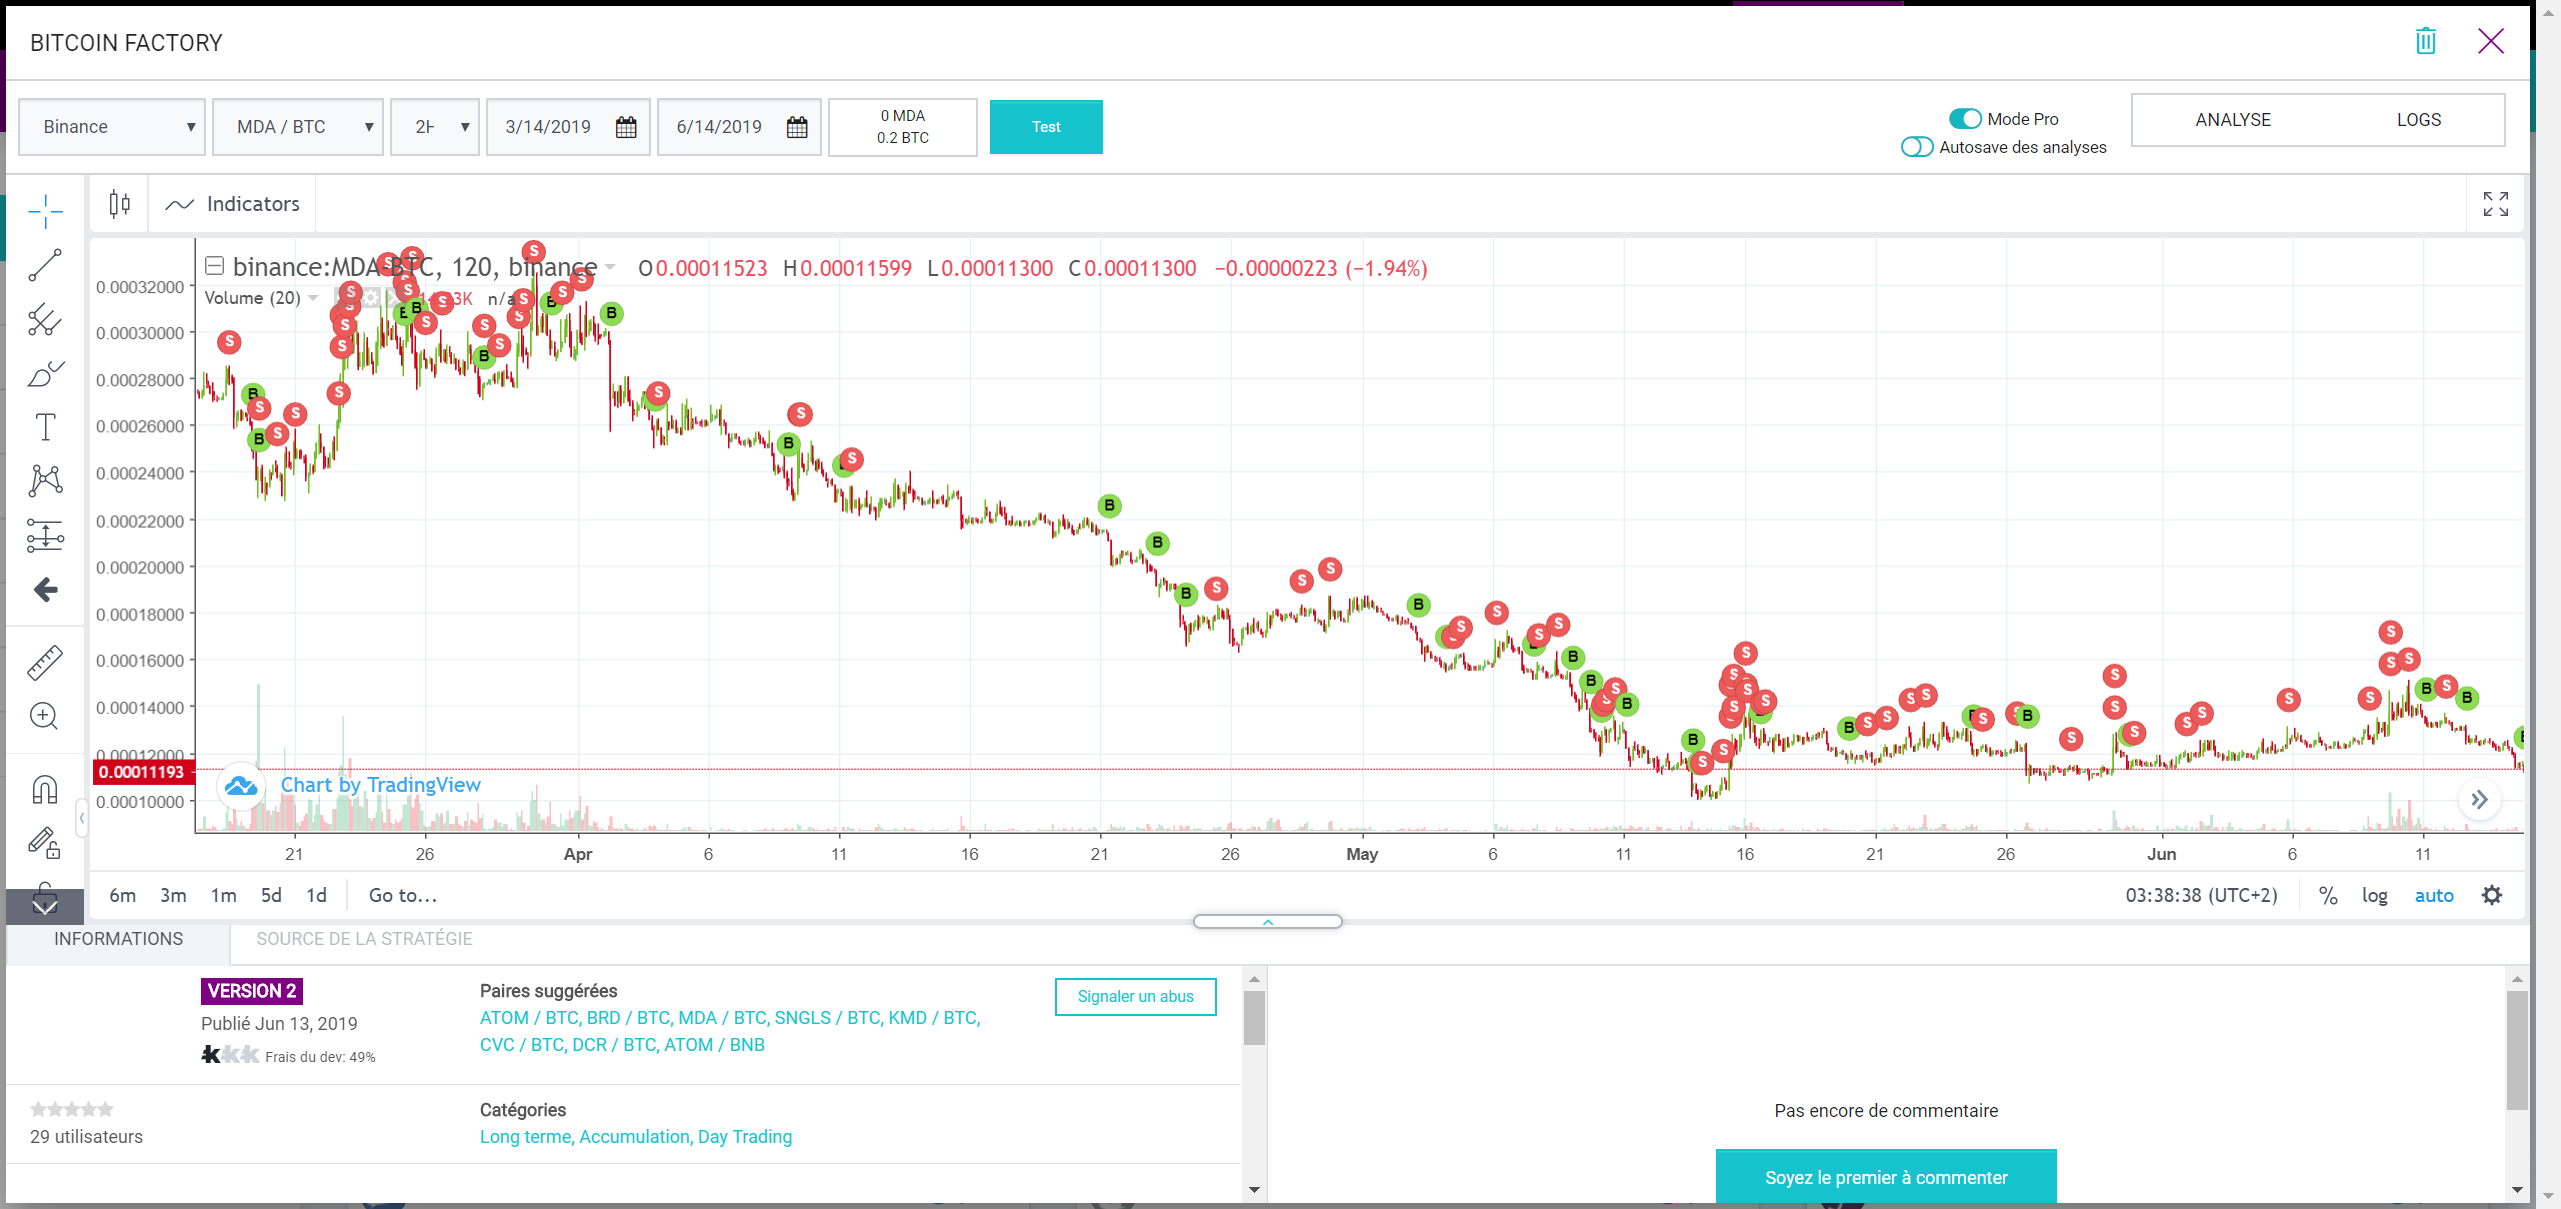 BITCOIN FACTORY
Binance
MDA / BTC
3/14/2019
6/14/2019
0 MDA
0.2 BTC
Test
Mode Pro
Autosave des analyses
ANALYSE
LOGS
Indicators
binance:MDA-BTC, 120, binance
O0.00011523 H0.00011599 L0.00011300 C0.00011300 −0.00000223 (−1.94%)
Volume (20)
n/a
0.00032000
0.00030000
0.00028000
0.00026000
0.00024000
0.00022000
0.00020000
0.00018000
0.00016000
0.00014000
0.00012000
0.00011193
0.00010000
Chart by TradingView
21 26 Apr 6 11 16 21 26 May 6 11 16 21 26 Jun 6 11
6m 3m 1m 5d 1d Go to...
03:38:38 (UTC+2) % log auto
INFORMATIONS
SOURCE DE LA STRATÉGIE
VERSION 2
Publié Jun 13, 2019
Frais du dev: 49%
Paires suggérées
ATOM / BTC, BRD / BTC, MDA / BTC, SNGLS / BTC, KMD / BTC,
CVC / BTC, DCR / BTC, ATOM / BNB
Signaler un abus
29 utilisateurs
Catégories
Long terme, Accumulation, Day Trading
Pas encore de commentaire
Soyez le premier à commenter